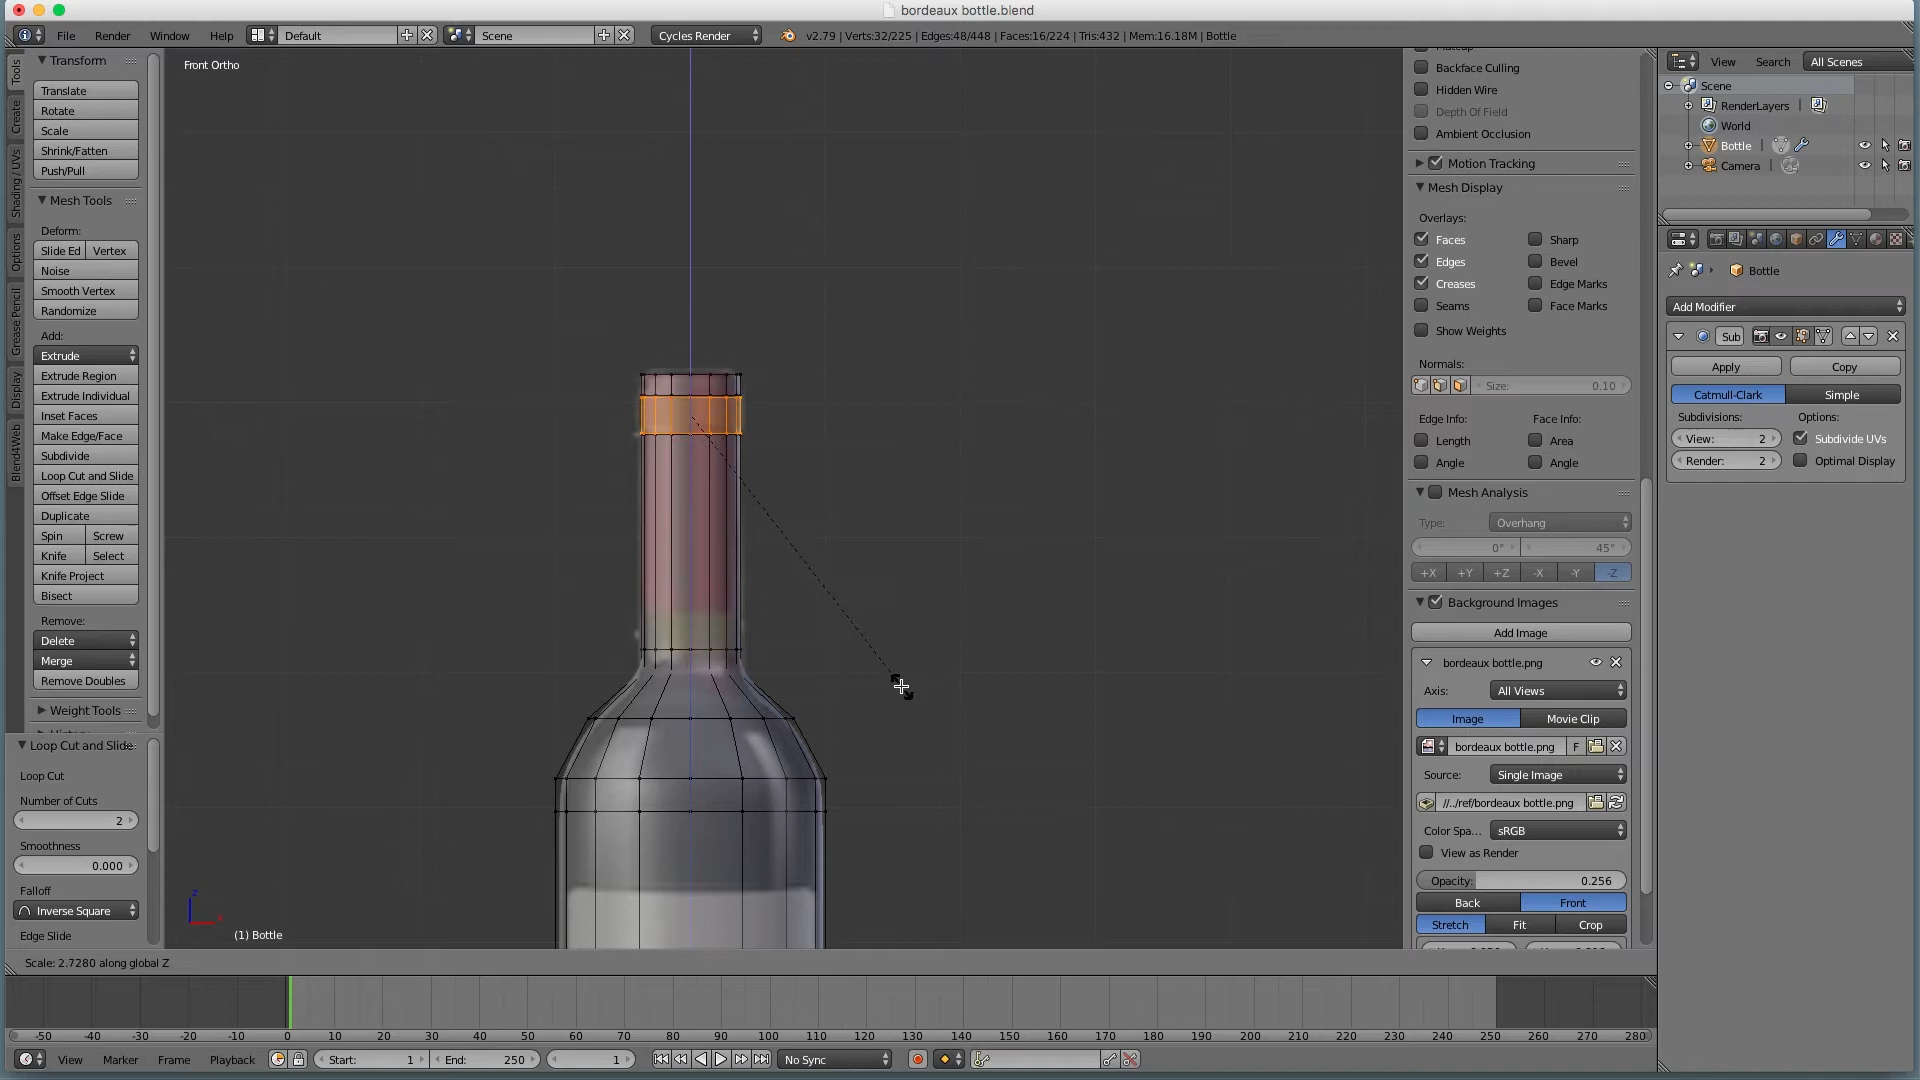 bordeaux bottle.blend
File Render Window Help Default Scene Cycles Render v2.79 | Verts:32/225 | Edges:48/448 | Faces:16/224 | Tris:432 | Mem:16.18M | Bottle
Tools
Create
Shading / UVs
Options
Grease Pencil
Display
Blend4Web
Transform
Translate
Rotate
Scale
Shrink/Fatten
Push/Pull
Mesh Tools
Deform:
Slide Ed Vertex
Noise
Smooth Vertex
Randomize
Add:
Extrude
Extrude Region
Extrude Individual
Inset Faces
Make Edge/Face
Subdivide
Loop Cut and Slide
Offset Edge Slide
Duplicate
Spin Screw
Knife Select
Knife Project
Bisect
Remove:
Delete
Merge
Remove Doubles
Weight Tools
Loop Cut and Slide
Loop Cut
Number of Cuts
2
Smoothness
0.000
Falloff
Inverse Square
Edge Slide
Front Ortho
z
(1) Bottle
Scale: 2.7280 along global Z
Backface Culling
Hidden Wire
Depth Of Field
Ambient Occlusion
Motion Tracking
Mesh Display
Overlays:
Faces Sharp
Edges Bevel
Creases Edge Marks
Seams Face Marks
Show Weights
Normals:
Size: 0.10
Edge Info: Face Info:
Length Area
Angle Angle
Mesh Analysis
Type: Overhang
0° 45°
+X +Y +Z -X -Y -Z
Background Images
Add Image
bordeaux bottle.png
Axis: All Views
Image Movie Clip
bordeaux bottle.png F
Source: Single Image
//../ref/bordeaux bottle.png
Color Spa... sRGB
View as Render
Opacity: 0.256
Back Front
Stretch Fit Crop
View Search All Scenes
Scene
RenderLayers
World
Bottle
Camera
Bottle
Add Modifier
Sub
Apply Copy
Catmull-Clark Simple
Subdivisions: Options:
View: 2 Subdivide UVs
Render: 2 Optimal Display
-50 -40 -30 -20 -10 0 10 20 30 40 50 60 70 80 90 100 110 120 130 140 150 160 170 180 190 200 210 220 230 240 250 260 270 280
View Marker Frame Playback Start: 1 End: 250 1 No Sync